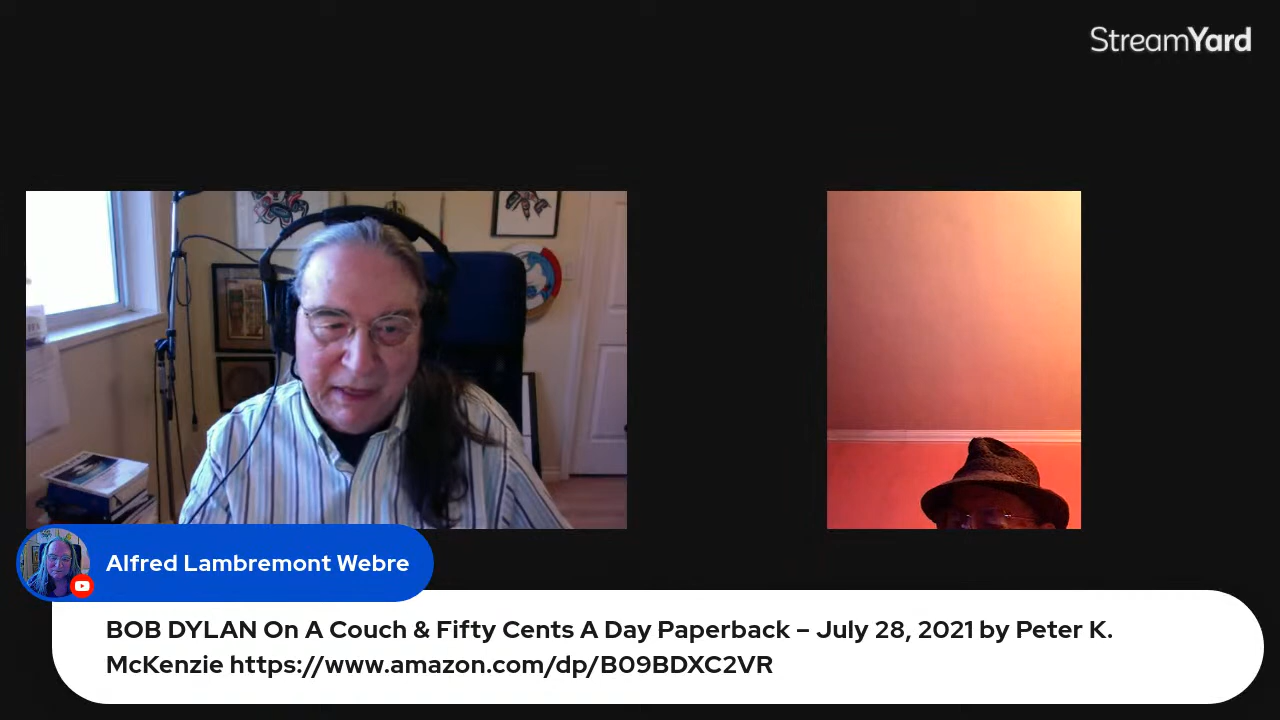 StreamYard
Alfred Lambremont Webre
BOB DYLAN On A Couch & Fifty Cents A Day Paperback – July 28, 2021 by Peter K.
McKenzie https://www.amazon.com/dp/B09BDXC2VR